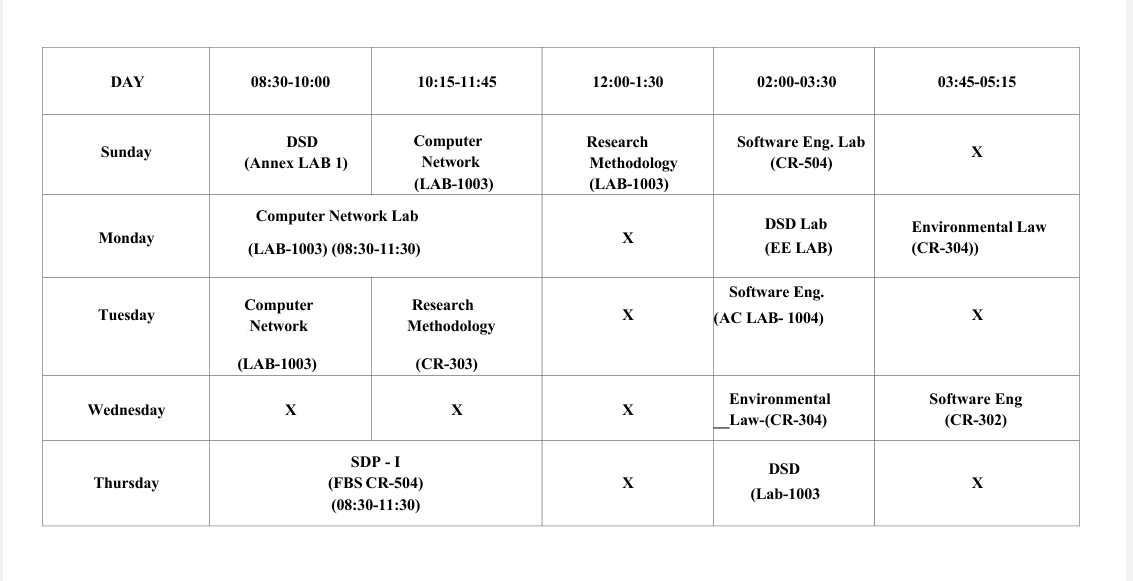 DAY
08:30-10:00
10:15-11:45
12:00-1:30
02:00-03:30
03:45-05:15
Sunday
DSD
(Annex LAB 1)
Computer
Network
(LAB-1003)
Research
Methodology
(LAB-1003)
Software Eng. Lab
(CR-504)
X
Monday
Computer Network Lab
(LAB-1003) (08:30-11:30)
X
DSD Lab
(EE LAB)
Environmental Law
(CR-304))
Tuesday
Computer
Network
(LAB-1003)
Research
Methodology
(CR-303)
X
Software Eng.
(AC LAB- 1004)
X
Wednesday
X
X
X
Environmental
__Law-(CR-304)
Software Eng
(CR-302)
Thursday
SDP - I
(FBS CR-504)
(08:30-11:30)
X
DSD
(Lab-1003
X